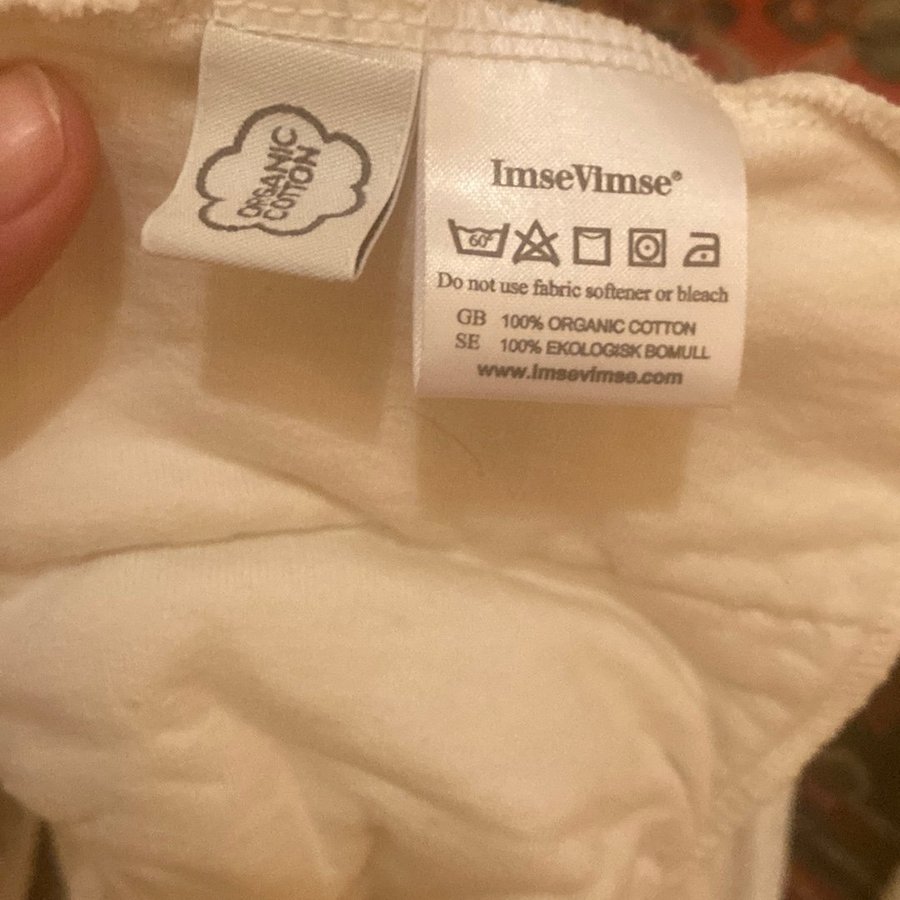 ORGANIC
COTTON
ImseVimse®
60°
Do not use fabric softener or bleach
GB 100% ORGANIC COTTON
SE 100% EKOLOGISK BOMULL
www.imsevimse.com